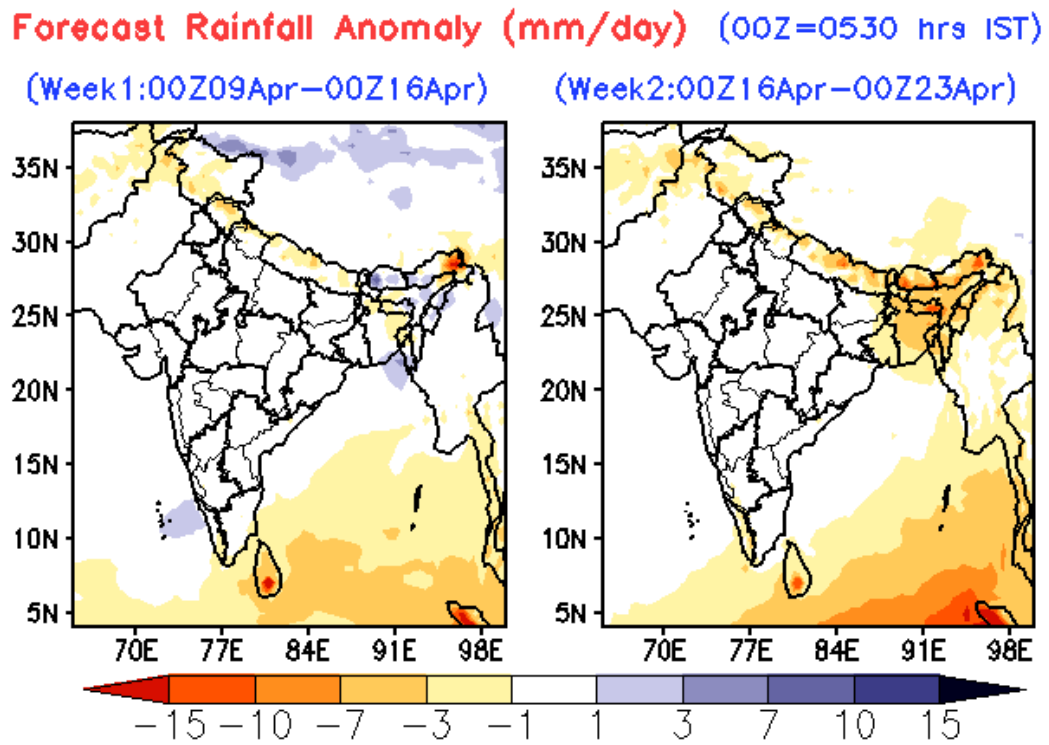 Forecast Rainfall Anomaly (mm/day) (00Z=0530 hrs IST)
(Week1:00Z09Apr−00Z16Apr) (Week2:00Z16Apr−00Z23Apr)
35N 35N
30N 30N
25N 25N
20N 20N
15N 15N
10N 10N
5N 5N
70E 77E 84E 91E 98E 70E 77E 84E 91E 98E
−15 −10 −7 −3 −1 1 3 7 10 15